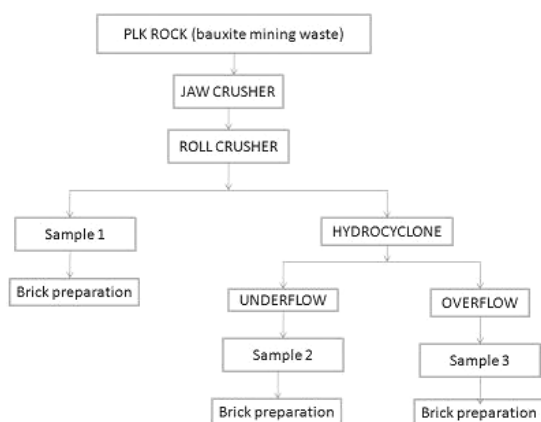 PLK ROCK (bauxite mining waste)
JAW CRUSHER
ROLL CRUSHER
Sample 1
HYDROCYCLONE
Brick preparation
UNDERFLOW
OVERFLOW
Sample 2
Sample 3
Brick preparation
Brick preparation